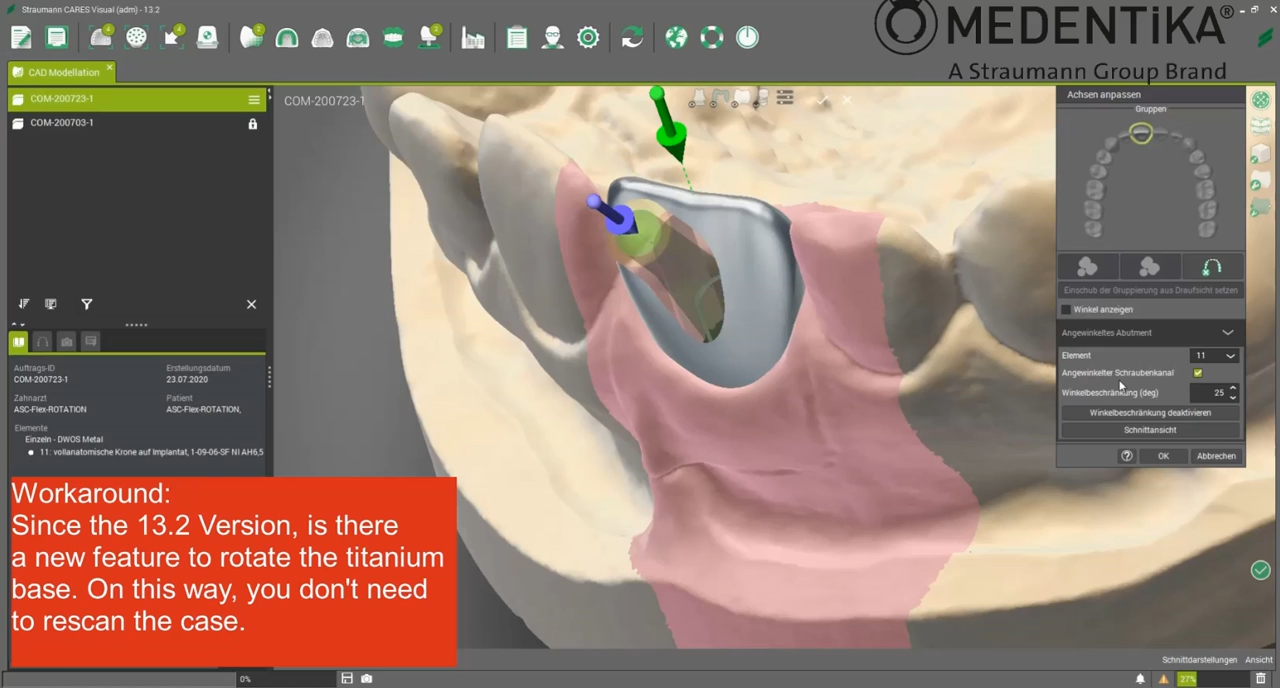 Straumann CARES Visual (adm) - 13.2
MEDENTiKA®
A Straumann Group Brand
CAD Modellation
COM-200723-1
COM-200703-1
COM-200723-1
Auftrags-ID
Erstellungsdatum
COM-200723-1
23.07.2020
Zahnarzt
Patient
ASC-Flex-ROTATION
ASC-Flex-ROTATION,
Elemente
Einzeln - DWOS Metal
11: vollanatomische Krone auf Implantat, 1-09-06-SF NI AH6,5
Workaround:
Since the 13.2 Version, is there
a new feature to rotate the titanium
base. On this way, you don't need
to rescan the case.
Achsen anpassen
Gruppen
Einschub der Gruppierung aus Draufsicht setzen
Winkel anzeigen
Angewinkeltes Abutment
Element
11
Angewinkelter Schraubenkanal
Winkelbeschränkung (deg)
25
Winkelbeschränkung deaktivieren
Schnittansicht
OK
Abbrechen
Schnittdarstellungen
Ansicht
0%
27%